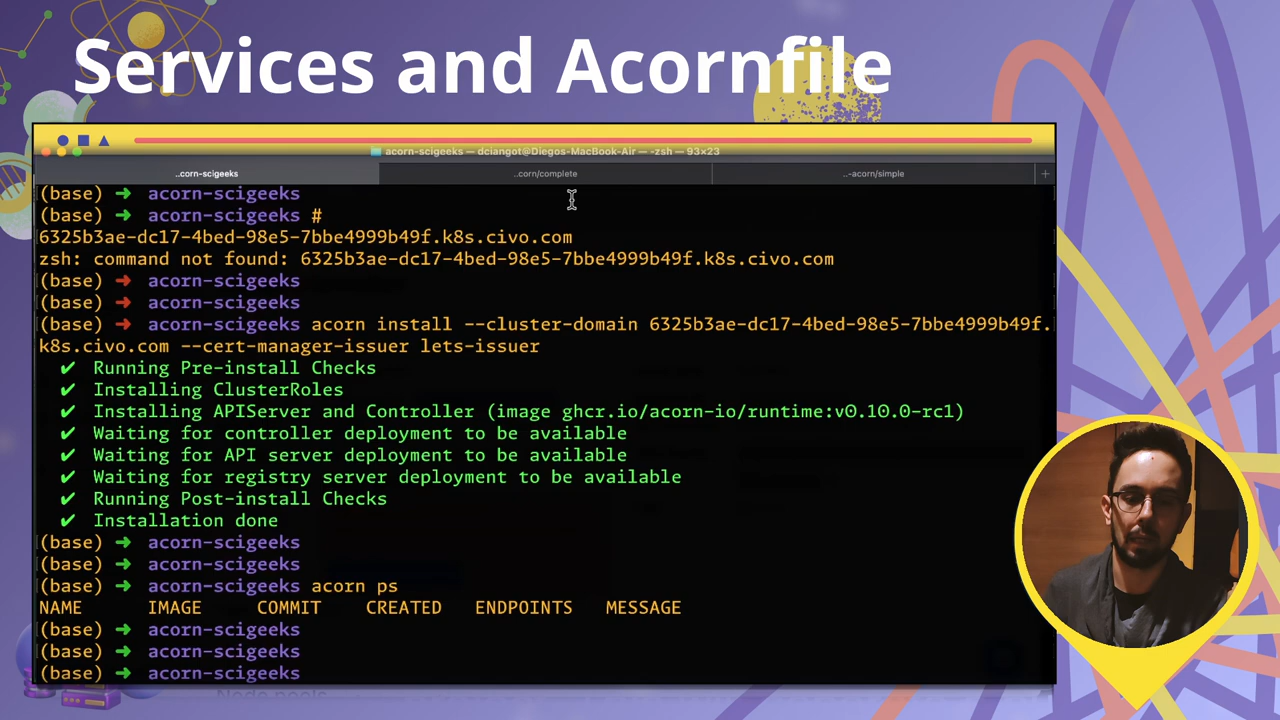 Services and Acornfile
acorn-scigeeks — dciangot@Diegos-MacBook-Air — -zsh — 93×23
..corn-scigeeks
..corn/complete
..-acorn/simple
+
(base) ➜ acorn-scigeeks
(base) ➜ acorn-scigeeks #
6325b3ae-dc17-4bed-98e5-7bbe4999b49f.k8s.civo.com
zsh: command not found: 6325b3ae-dc17-4bed-98e5-7bbe4999b49f.k8s.civo.com
(base) ➜ acorn-scigeeks
(base) ➜ acorn-scigeeks
(base) ➜ acorn-scigeeks acorn install --cluster-domain 6325b3ae-dc17-4bed-98e5-7bbe4999b49f.
k8s.civo.com --cert-manager-issuer lets-issuer
✔ Running Pre-install Checks
✔ Installing ClusterRoles
✔ Installing APIServer and Controller (image ghcr.io/acorn-io/runtime:v0.10.0-rc1)
✔ Waiting for controller deployment to be available
✔ Waiting for API server deployment to be available
✔ Waiting for registry server deployment to be available
✔ Running Post-install Checks
✔ Installation done
(base) ➜ acorn-scigeeks
(base) ➜ acorn-scigeeks
(base) ➜ acorn-scigeeks acorn ps
NAME IMAGE COMMIT CREATED ENDPOINTS MESSAGE
(base) ➜ acorn-scigeeks
(base) ➜ acorn-scigeeks
(base) ➜ acorn-scigeeks